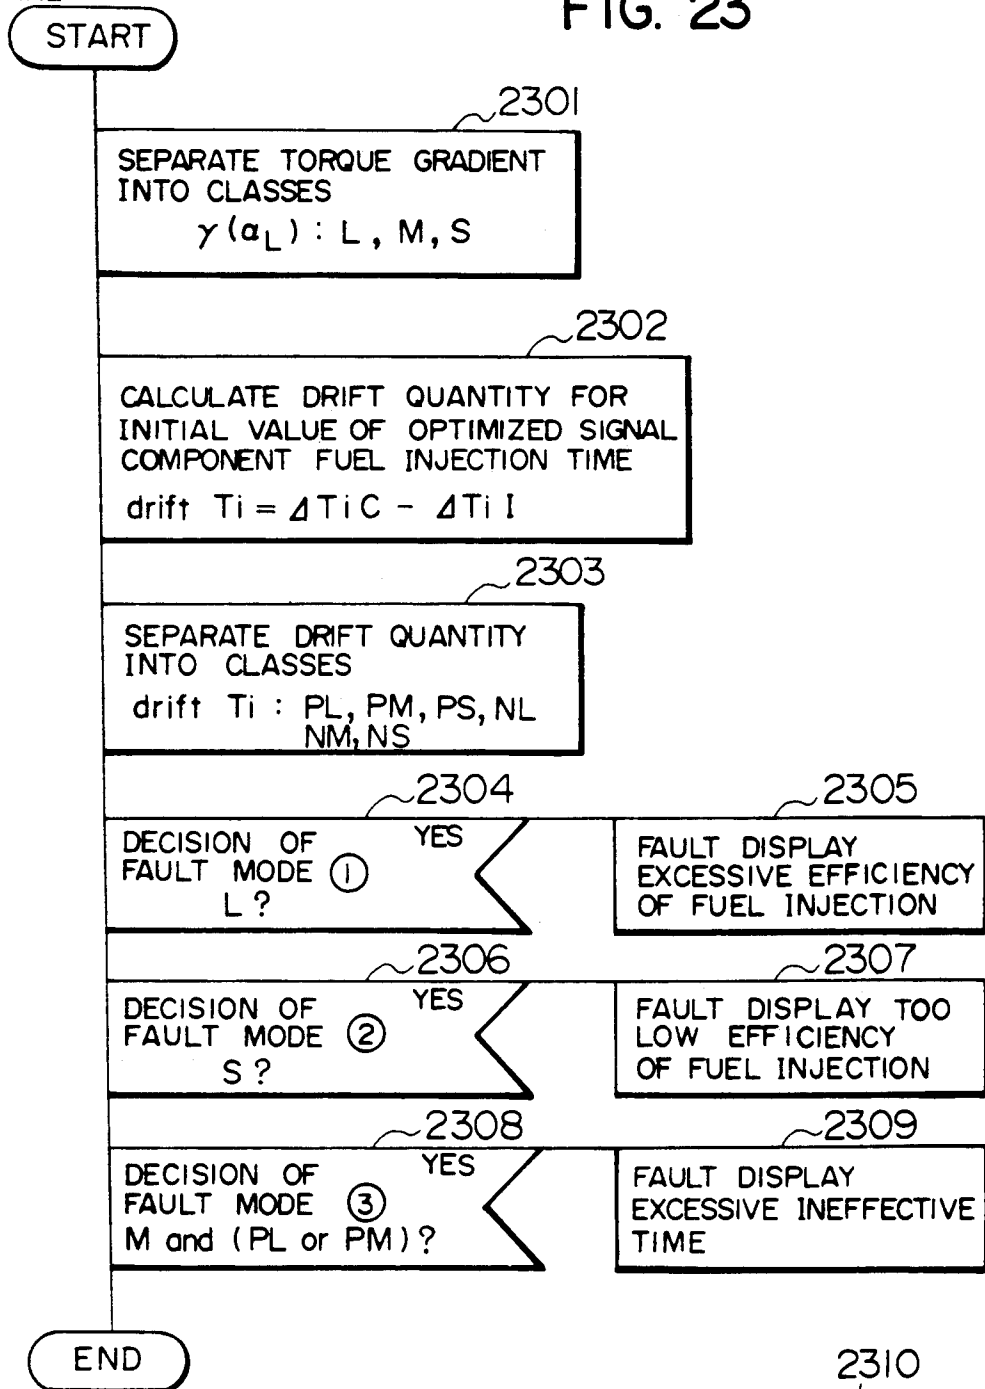 FIG. 23
START
2301
SEPARATE TORQUE GRADIENT
INTO CLASSES
γ(αL) : L, M, S
2302
CALCULATE DRIFT QUANTITY FOR
INITIAL VALUE OF OPTIMIZED SIGNAL
COMPONENT FUEL INJECTION TIME
drift Ti = ΔTiC - ΔTiI
2303
SEPARATE DRIFT QUANTITY
INTO CLASSES
drift Ti : PL, PM, PS, NL
NM, NS
2304
DECISION OF YES
FAULT MODE ①
L ?
2305
FAULT DISPLAY
EXCESSIVE EFFICIENCY
OF FUEL INJECTION
2306
DECISION OF YES
FAULT MODE ②
S ?
2307
FAULT DISPLAY TOO
LOW EFFICIENCY
OF FUEL INJECTION
2308
DECISION OF YES
FAULT MODE ③
M and (PL or PM) ?
2309
FAULT DISPLAY
EXCESSIVE INEFFECTIVE
TIME
END
2310